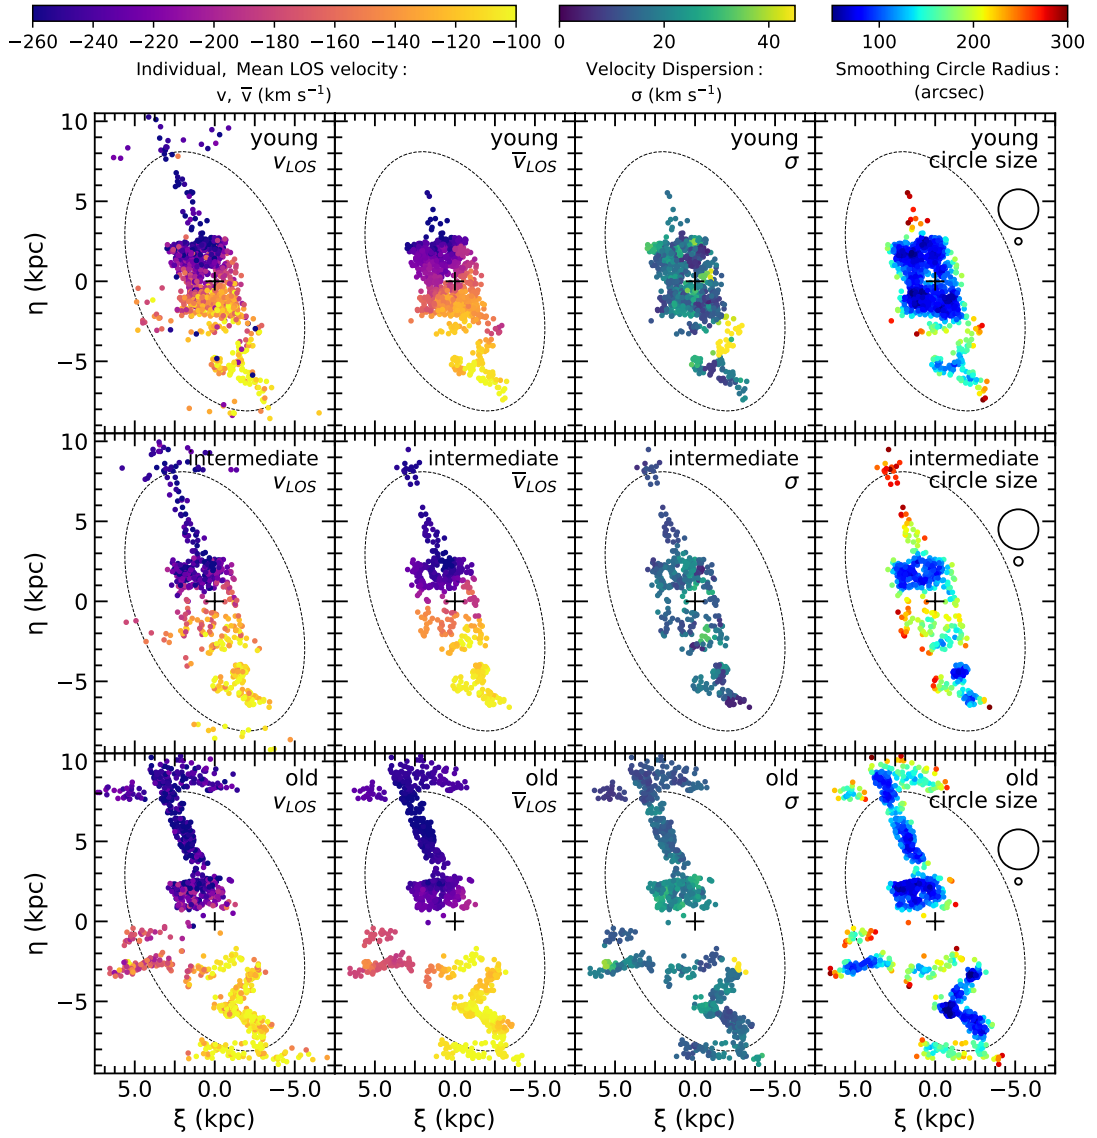 −260 −240 −220 −200 −180 −160 −140 −120 −100
0 20 40
100 200 300
Individual, Mean LOS velocity :
v, v̅ (km s⁻¹)
Velocity Dispersion :
σ (km s⁻¹)
Smoothing Circle Radius :
(arcsec)
10
5
0
−5
η (kpc)
young
v_LOS
young
v̅_LOS
young
σ
young
circle size
10
5
0
−5
η (kpc)
intermediate
v_LOS
intermediate
v̅_LOS
intermediate
σ
intermediate
circle size
10
5
0
−5
η (kpc)
old
v_LOS
old
v̅_LOS
old
σ
old
circle size
5.0 0.0 −5.0
5.0 0.0 −5.0
5.0 0.0 −5.0
5.0 0.0 −5.0
ξ (kpc)
ξ (kpc)
ξ (kpc)
ξ (kpc)